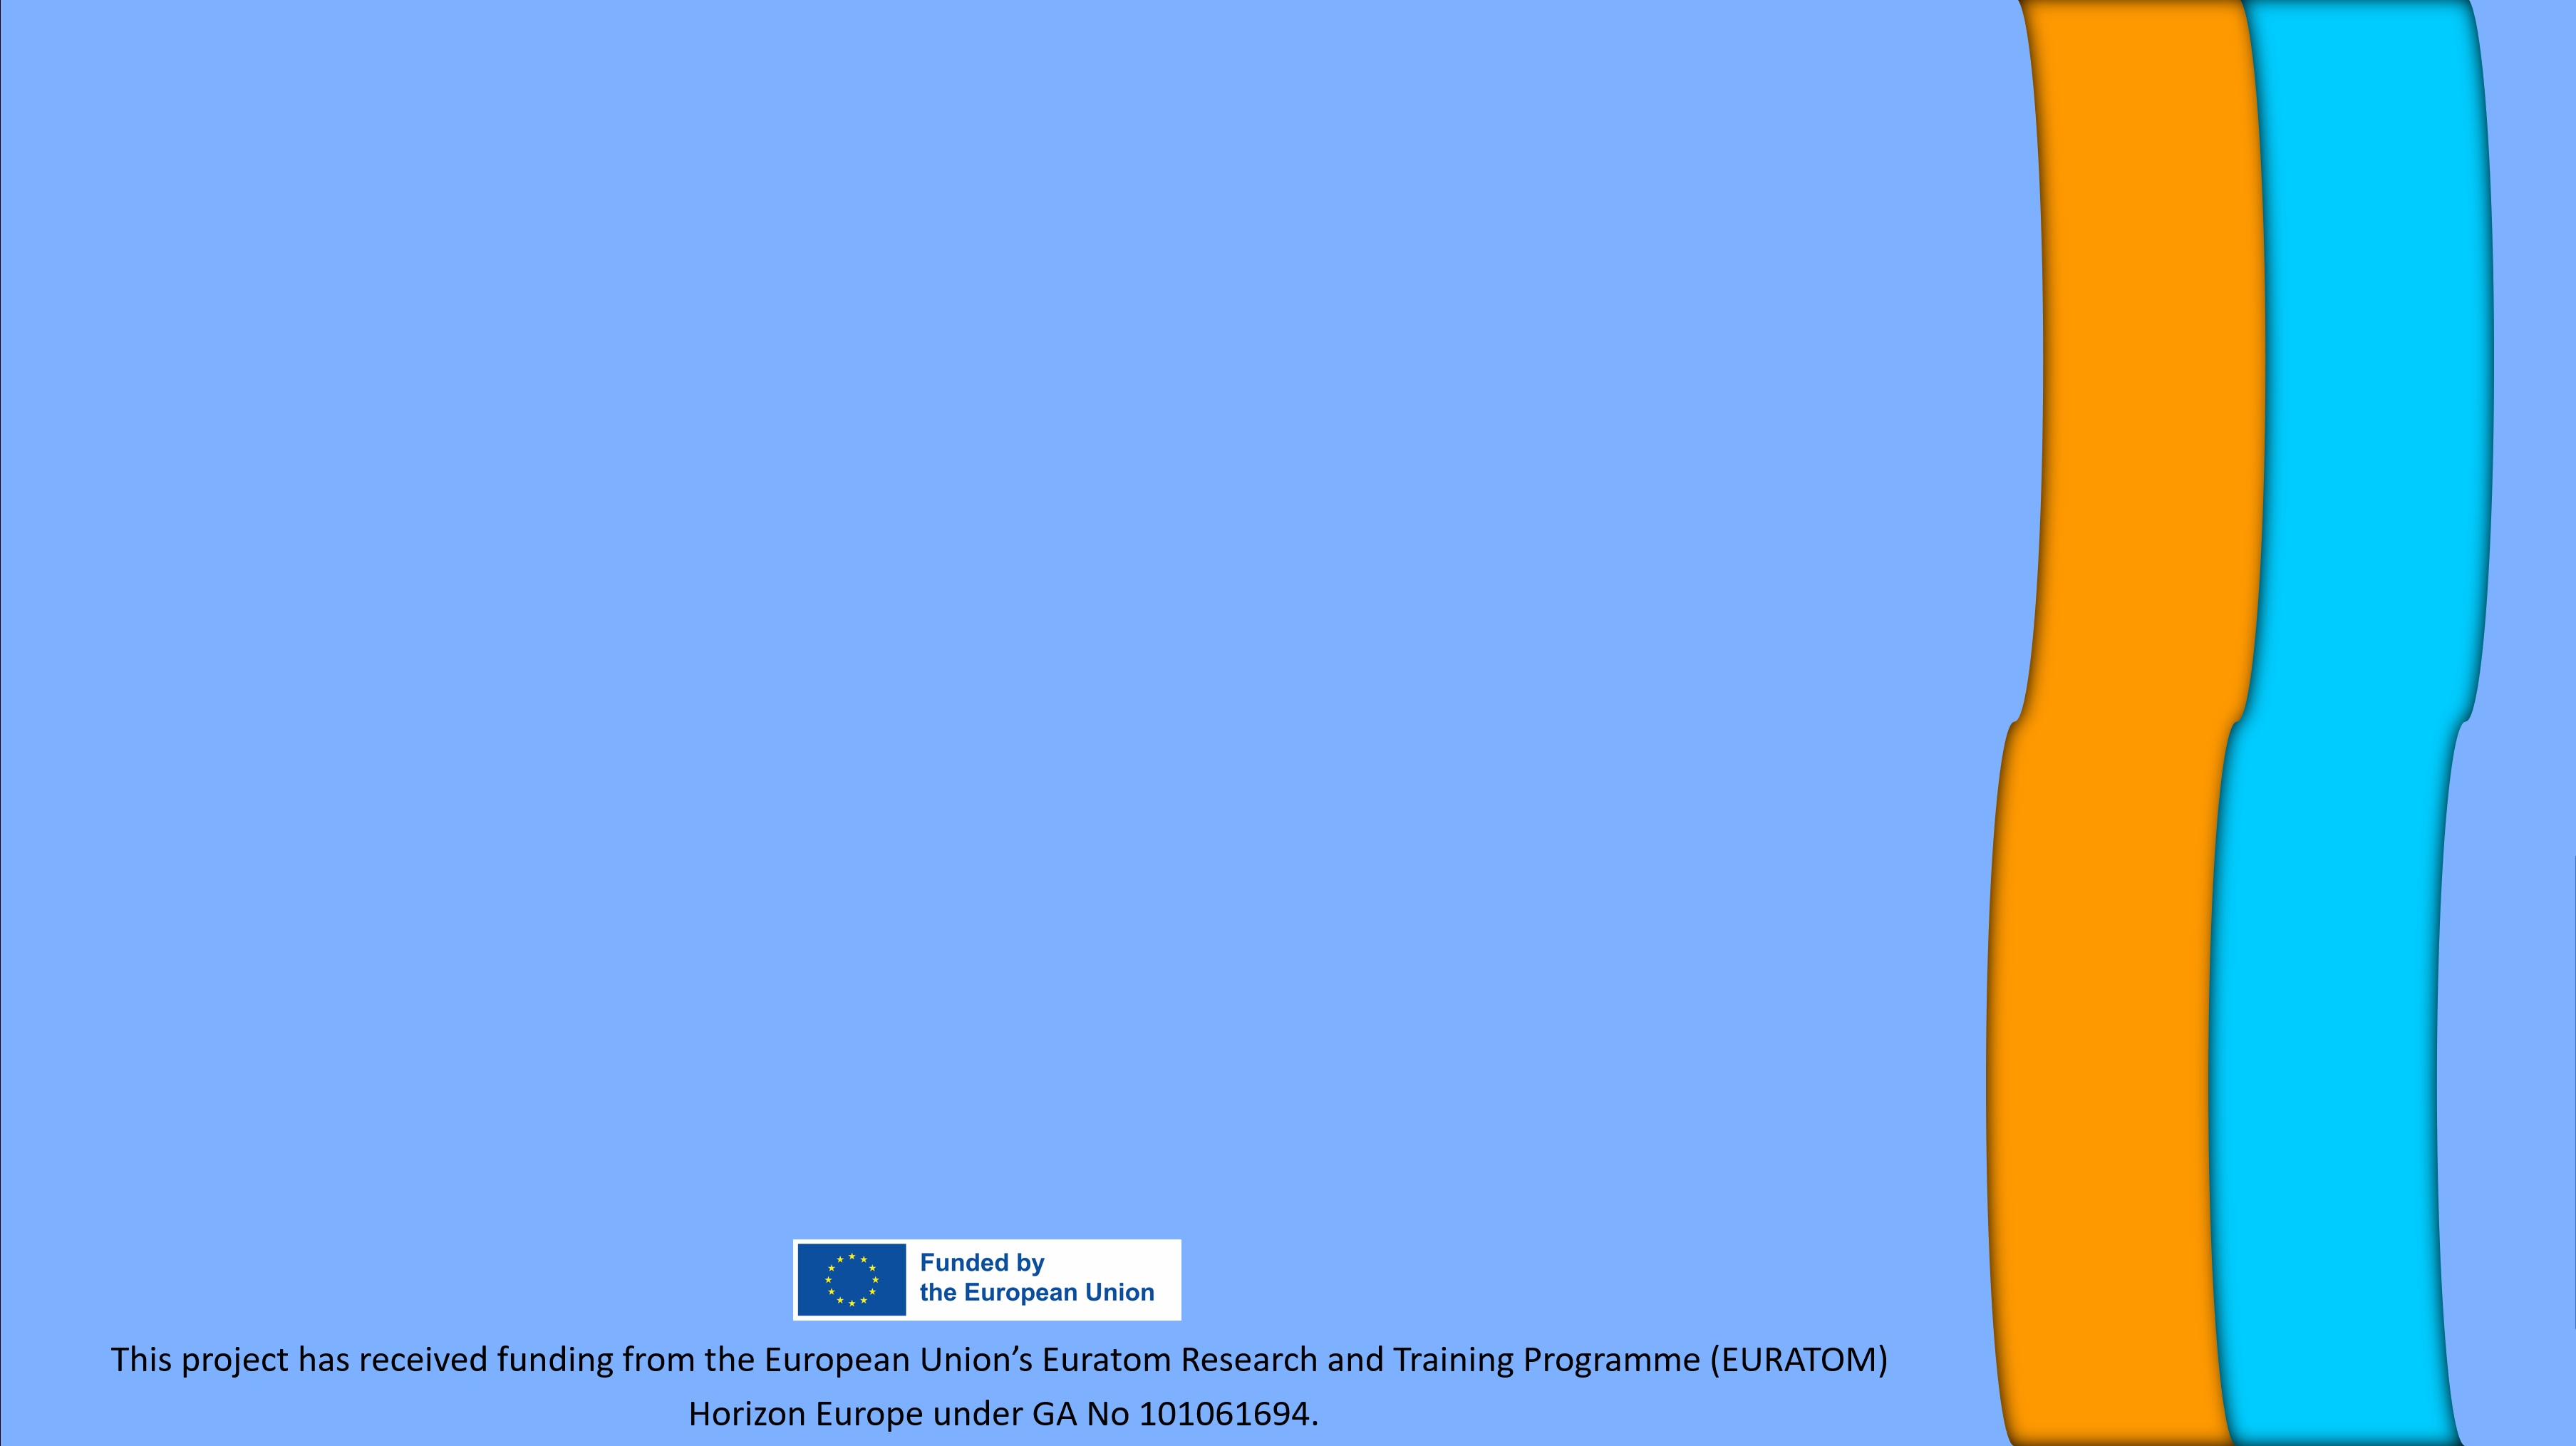 Funded by
the European Union
This project has received funding from the European Union’s Euratom Research and Training Programme (EURATOM)
Horizon Europe under GA No 101061694.